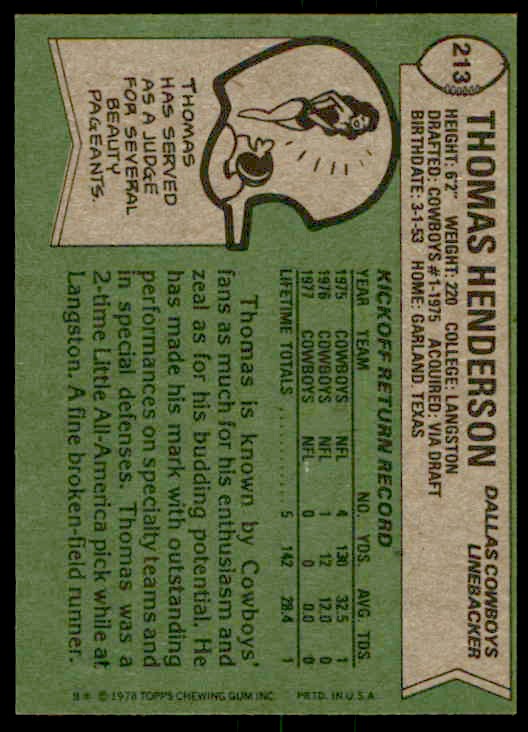 213
THOMAS HENDERSON
DALLAS COWBOYS
LINEBACKER
HEIGHT: 6'2" WEIGHT: 220 COLLEGE: LANGSTON
DRAFTED: COWBOYS #1-1975 ACQUIRED: VIA DRAFT
BIRTHDATE: 3-1-53 HOME: GARLAND, TEXAS
THOMAS
HAS SERVED
AS A JUDGE
FOR SEVERAL
BEAUTY
PAGEANTS.
KICKOFF RETURN RECORD
YEAR TEAM NO. YDS. AVG. TDS.
1975 COWBOYS NFL 4 130 32.5 1
1976 COWBOYS NFL 1 12 12.0 0
1977 COWBOYS NFL 0 0 0.0 0
LIFETIME TOTALS ........... 5 142 28.4 1
Thomas is known by Cowboys'
fans as much for his enthusiasm and
zeal as for his budding potential. He
has made his mark with outstanding
performances on specialty teams and
in special defenses. Thomas was a
2-time Little All-America pick while at
Langston. A fine broken-field runner.
© 1978 TOPPS CHEWING GUM INC. PRTD. IN U.S.A.